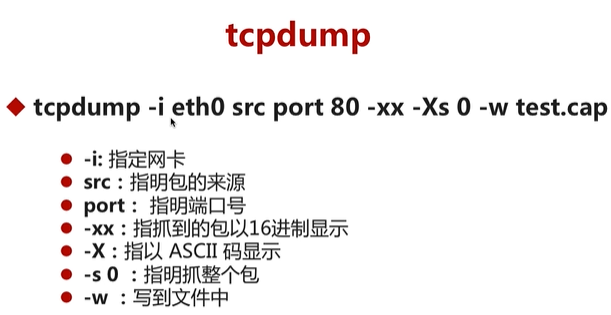 tcpdump
tcpdump -i eth0 src port 80 -xx -Xs 0 -w test.cap
-i: 指定网卡
src：指明包的来源
port： 指明端口号
-xx：指抓到的包以16进制显示
-X：指以 ASCII 码显示
-s 0 ：指明抓整个包
-w ：写到文件中